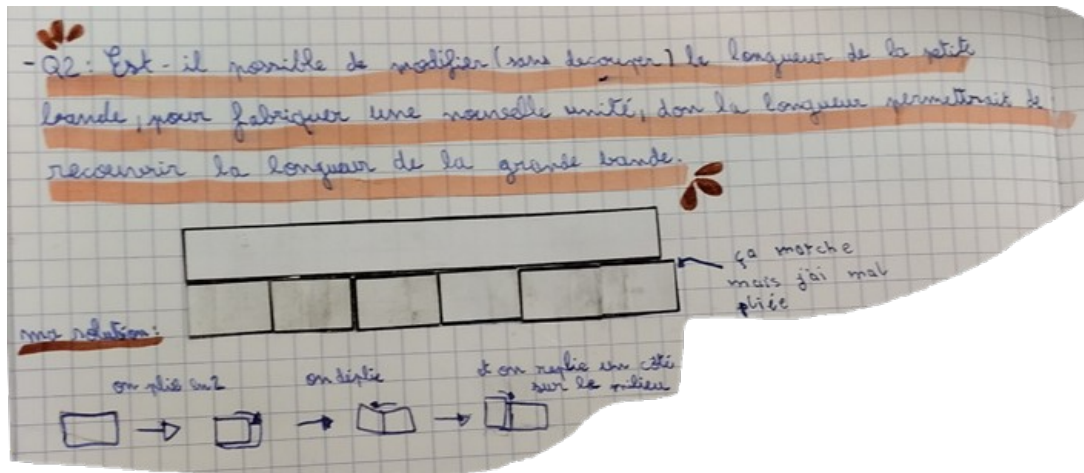 - Q2: Est-il possible de modifier (sans decouper) la longueur de la petite
bande, pour fabriquer une nouvelle unité, don la longueur permettrait de
recouvrir la longueur de la grande bande.
ça marche
mais j'ai mal
pliée
ma solution:
on plie en 2
on déplie
et on replie un côté
sur le milieu